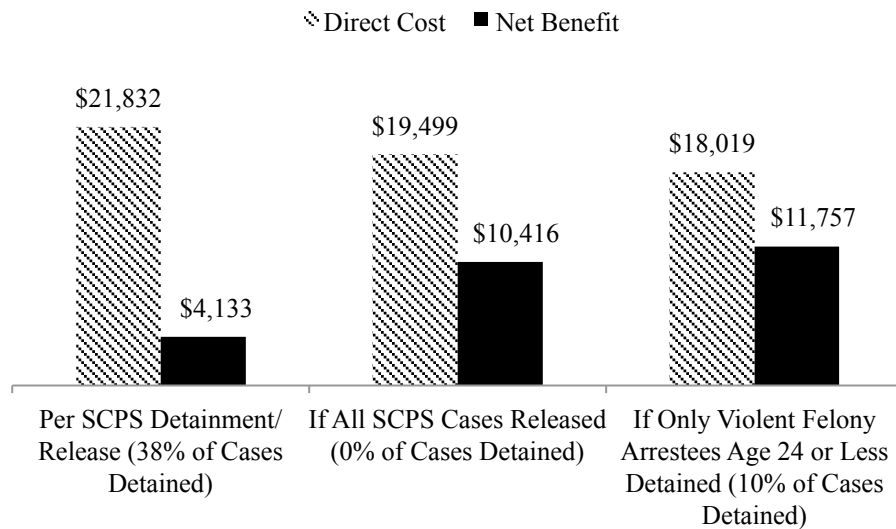 Direct Cost Net Benefit
$21,832
$19,499
$18,019
$11,757
$10,416
$4,133
Per SCPS Detainment/
Release (38% of Cases
Detained)
If All SCPS Cases Released
(0% of Cases Detained)
If Only Violent Felony
Arrestees Age 24 or Less
Detained (10% of Cases
Detained)